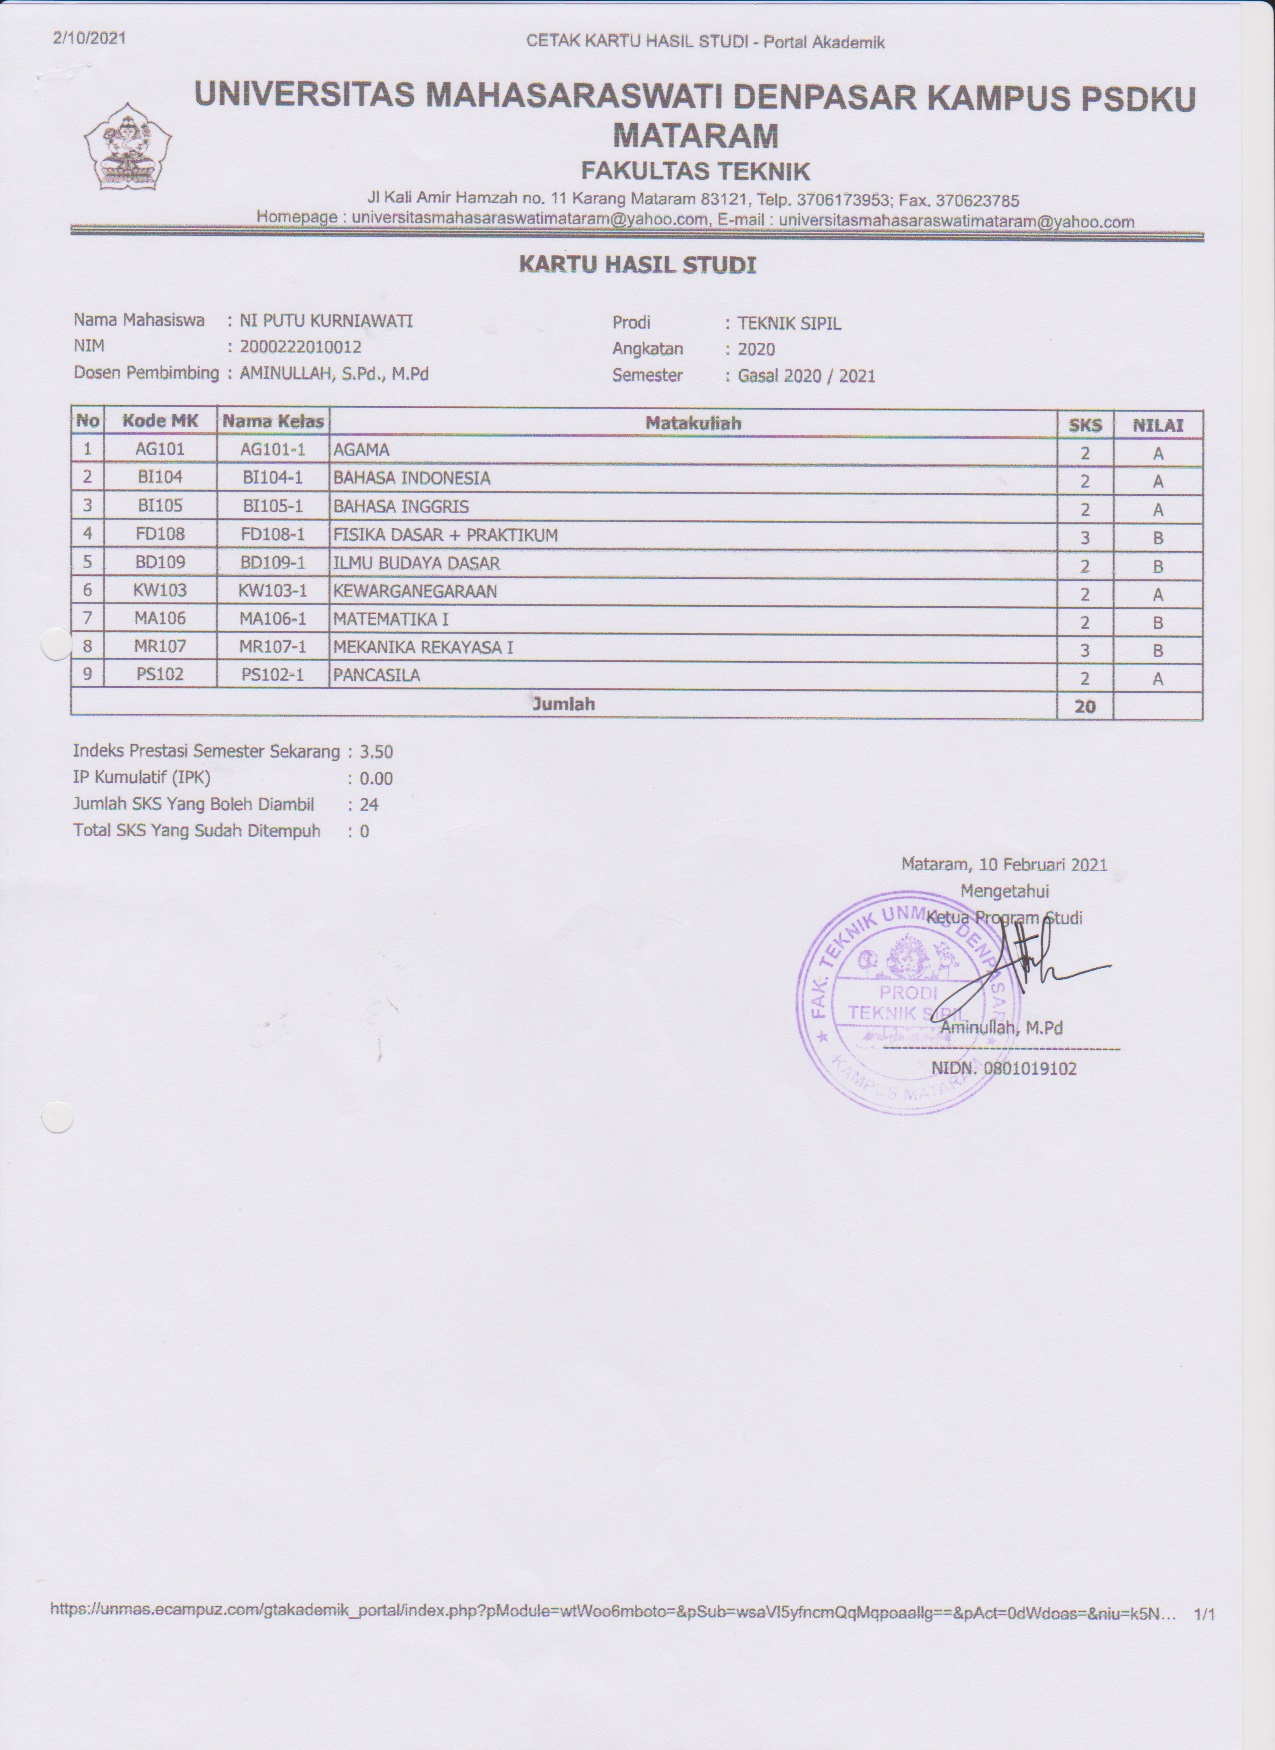 2/10/2021 CETAK KARTU HASIL STUDI - Portal Akademik
UNIVERSITAS MAHASARASWATI DENPASAR KAMPUS PSDKU
MATARAM
FAKULTAS TEKNIK
Jl Kali Amir Hamzah no. 11 Karang Mataram 83121, Telp. 3706173953; Fax. 370623785
Homepage : universitasmahasaraswatimataram@yahoo.com, E-mail : universitasmahasaraswatimataram@yahoo.com
KARTU HASIL STUDI
Nama Mahasiswa : NI PUTU KURNIAWATI Prodi : TEKNIK SIPIL
NIM : 2000222010012 Angkatan : 2020
Dosen Pembimbing : AMINULLAH, S.Pd., M.Pd Semester : Gasal 2020 / 2021
No Kode MK Nama Kelas Matakuliah SKS NILAI
1 AG101 AG101-1 AGAMA 2 A
2 BI104 BI104-1 BAHASA INDONESIA 2 A
3 BI105 BI105-1 BAHASA INGGRIS 2 A
4 FD108 FD108-1 FISIKA DASAR + PRAKTIKUM 3 B
5 BD109 BD109-1 ILMU BUDAYA DASAR 2 B
6 KW103 KW103-1 KEWARGANEGARAAN 2 A
7 MA106 MA106-1 MATEMATIKA I 2 B
8 MR107 MR107-1 MEKANIKA REKAYASA I 3 B
9 PS102 PS102-1 PANCASILA 2 A
Jumlah 20
Indeks Prestasi Semester Sekarang : 3.50
IP Kumulatif (IPK) : 0.00
Jumlah SKS Yang Boleh Diambil : 24
Total SKS Yang Sudah Ditempuh : 0
Mataram, 10 Februari 2021
Mengetahui
Ketua Program Studi
FAK. TEKNIK UNMAS DENPASAR
PRODI
TEKNIK SIPIL
KAMPUS MATARAM
Aminullah, M.Pd
NIDN. 0801019102
https://unmas.ecampuz.com/gtakademik_portal/index.php?pModule=wtWoo6mboto=&pSub=wsaVl5yfncmQqMqpoaallg==&pAct=0dWdoas=&niu=k5N... 1/1